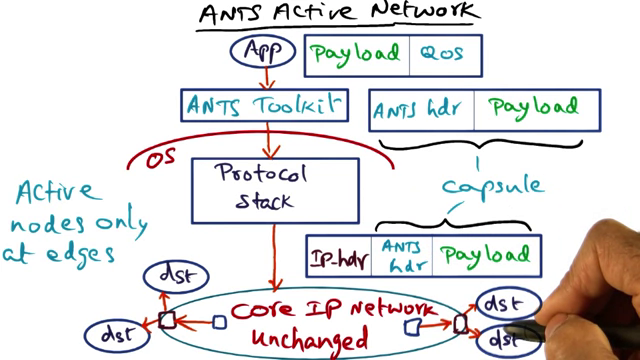 ANTS Active Network
App
Payload QOS
ANTS Toolkit
ANTS hdr Payload
OS
Protocol
Stack
capsule
Active
nodes only
at edges
IP-hdr ANTS hdr Payload
dst
dst
Core IP Network
Unchanged
dst
dst